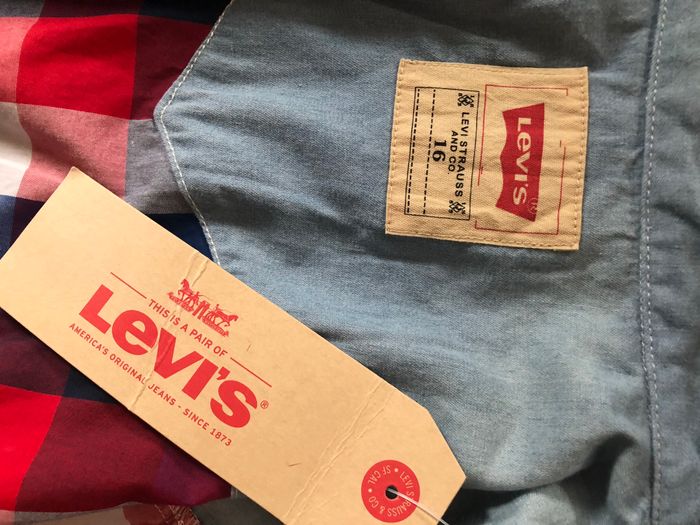 LEVI'S®
LEVI STRAUSS
AND CO
16
THIS IS A PAIR OF
LEVI'S®
AMERICA'S ORIGINAL JEANS - SINCE 1873
LEVI STRAUSS & CO
SF CAL